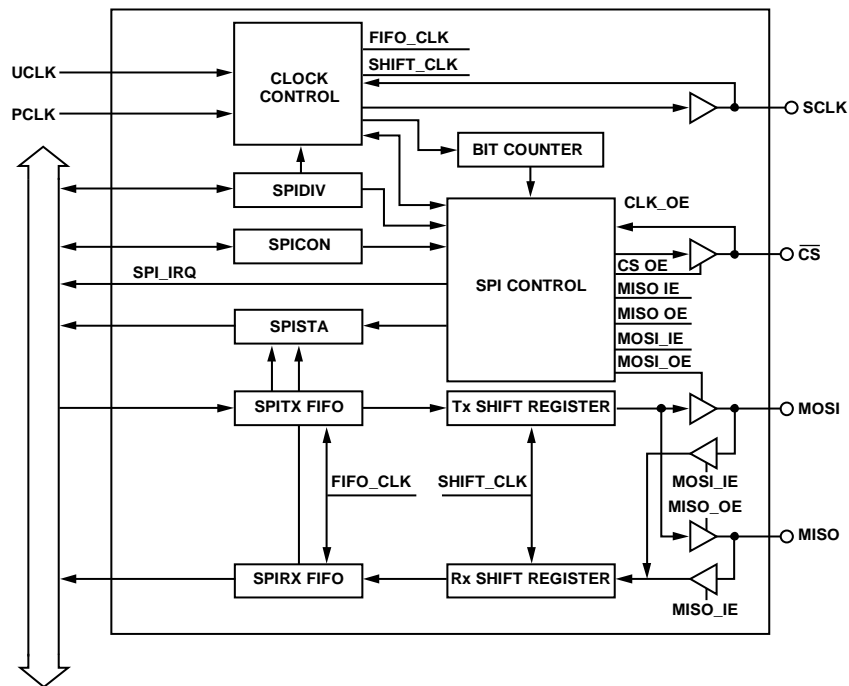 FIFO_CLK
SHIFT_CLK
UCLK
CLOCK
CONTROL
PCLK
SCLK
BIT COUNTER
SPIDIV
CLK_OE
SPICON
CS
SPI_IRQ
CS OE
SPI CONTROL
MISO IE
MISO OE
SPISTA
MOSI_IE
MOSI_OE
SPITX FIFO
Tx SHIFT REGISTER
MOSI
FIFO_CLK
SHIFT_CLK
MOSI_IE
MISO_OE
MISO
SPIRX FIFO
Rx SHIFT REGISTER
MISO_IE